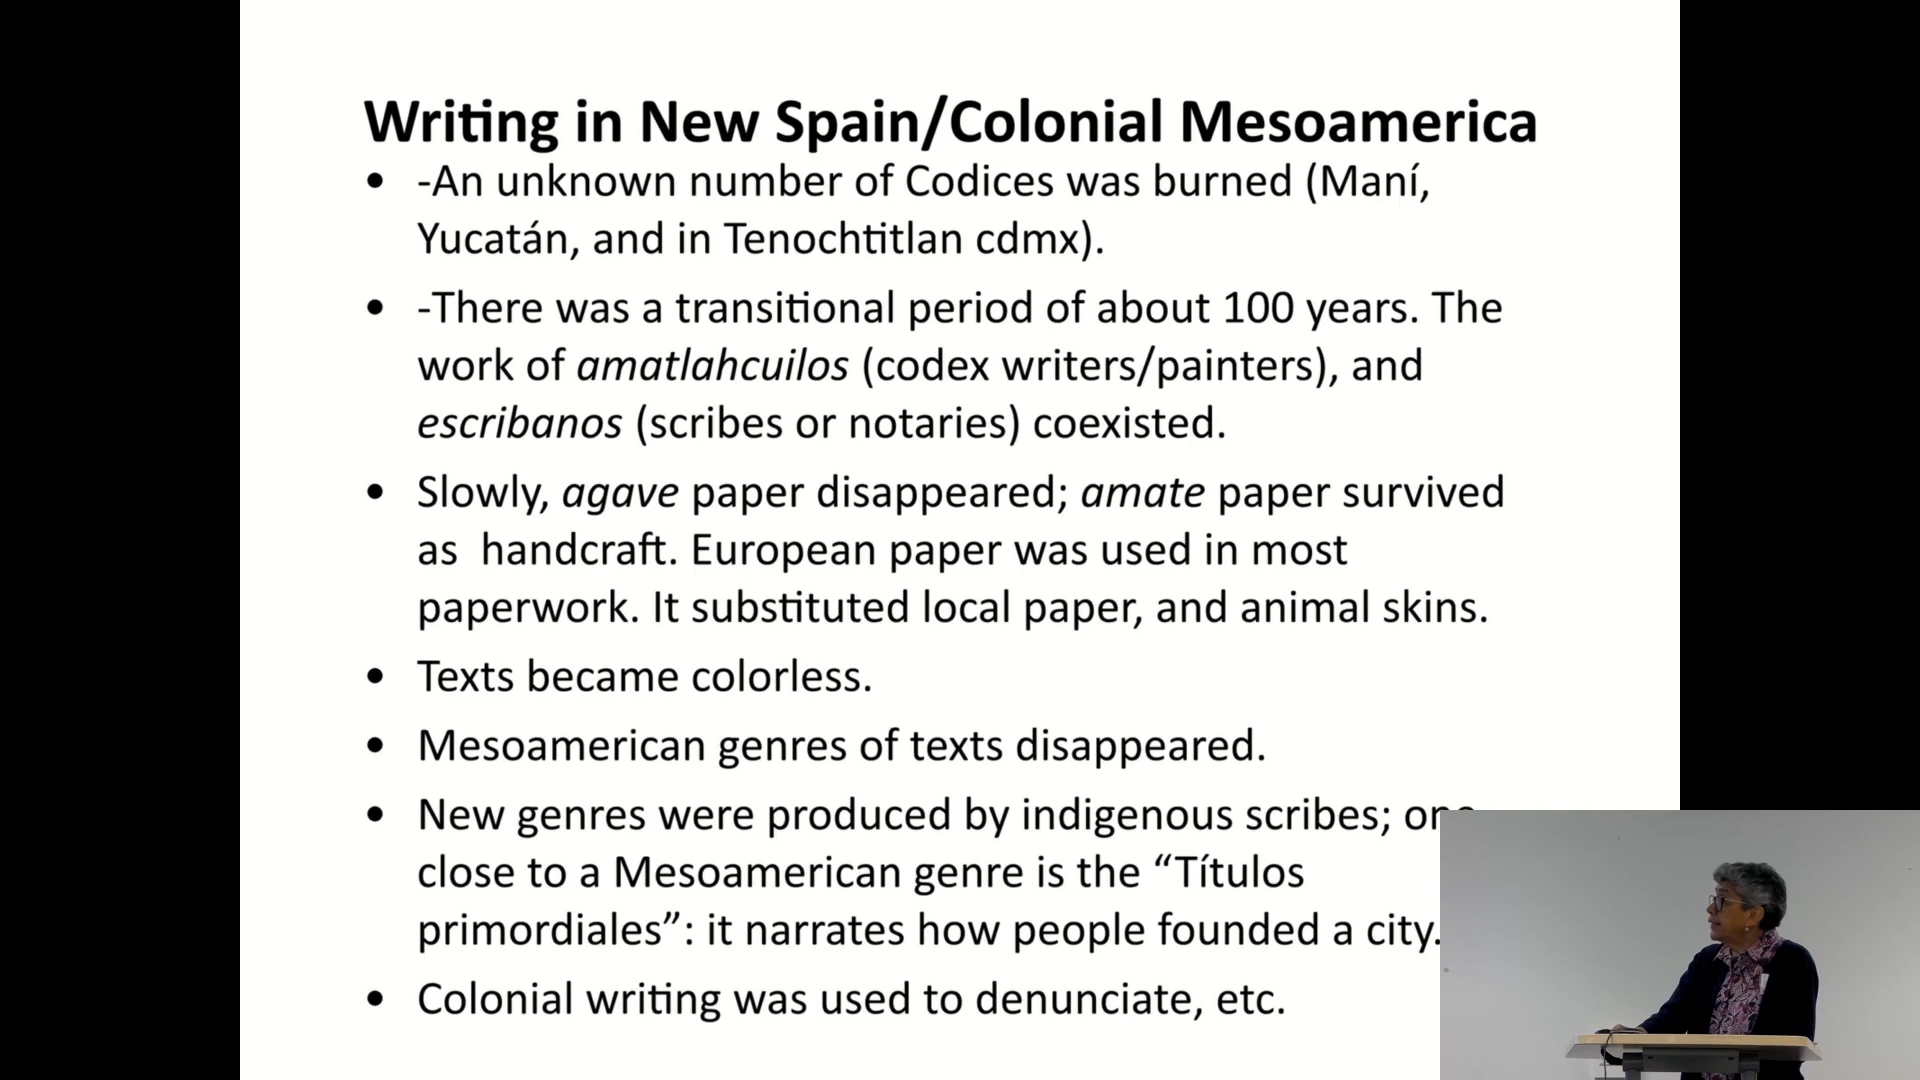 Writing in New Spain/Colonial Mesoamerica
• -An unknown number of Codices was burned (Maní,
Yucatán, and in Tenochtitlan cdmx).
• -There was a transitional period of about 100 years. The
work of amatlahcuilos (codex writers/painters), and
escribanos (scribes or notaries) coexisted.
• Slowly, agave paper disappeared; amate paper survived
as  handcraft. European paper was used in most
paperwork. It substituted local paper, and animal skins.
• Texts became colorless.
• Mesoamerican genres of texts disappeared.
• New genres were produced by indigenous scribes; one
close to a Mesoamerican genre is the “Títulos
primordiales”: it narrates how people founded a city.
• Colonial writing was used to denunciate, etc.